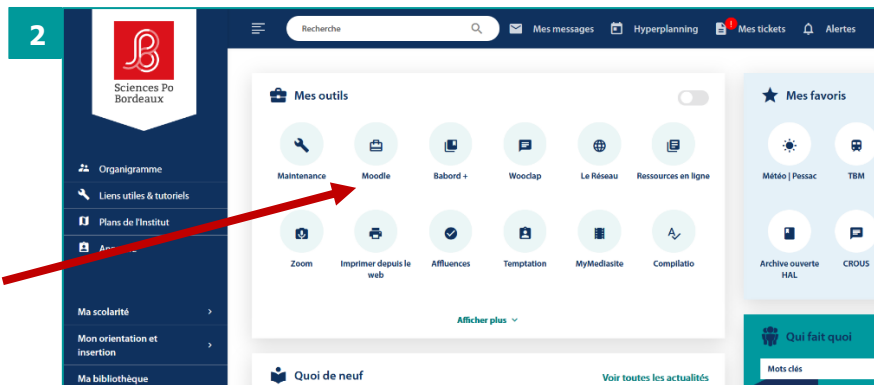 2
Sciences Po
Bordeaux
Organigramme
Liens utiles & tutoriels
Plans de l'Institut
Ma scolarité
Mon orientation et
insertion
Ma bibliothèque
Recherche
Mes messages
Hyperplanning
!
Mes tickets
Alertes
Mes outils
Maintenance
Moodle
Babord +
Wooclap
Le Réseau
Ressources en ligne
Zoom
Imprimer depuis le
web
Affluences
Temptation
MyMediasite
Compilatio
Afficher plus
Quoi de neuf
Voir toutes les actualités
Mes favoris
Météo | Pessac
TBM
Archive ouverte
HAL
CROUS
Qui fait quoi
Mots clés